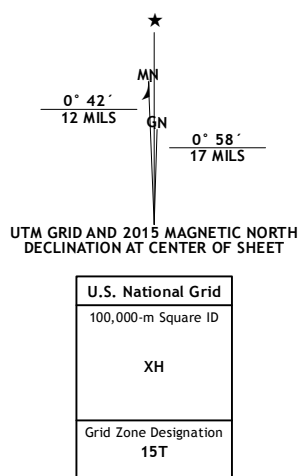 MN
0° 42´
12 MILS
GN
0° 58´
17 MILS
UTM GRID AND 2015 MAGNETIC NORTH
DECLINATION AT CENTER OF SHEET
U.S. National Grid
100,000-m Square ID
XH
Grid Zone Designation
15T